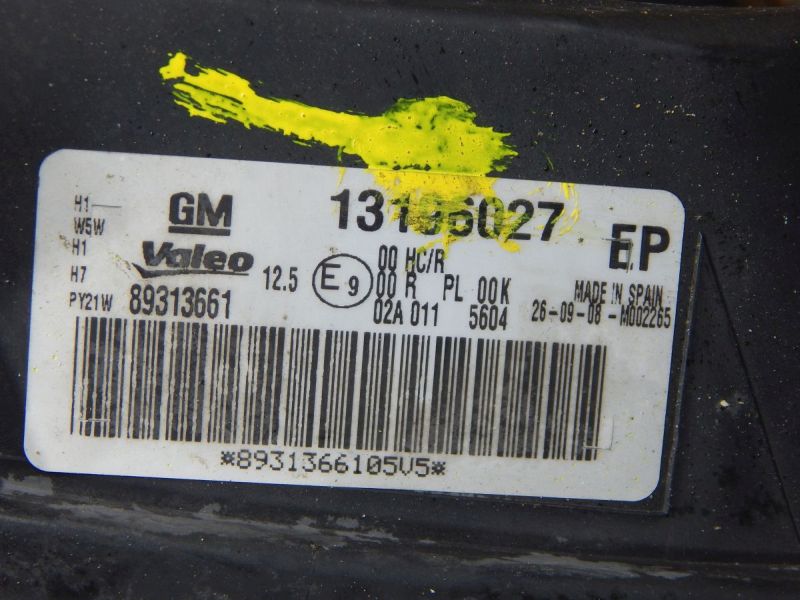 GM
EP
H1
W5W
H1
H7
PY21W
Valeo
89313661
12.5
E9
00 HC/R
00 R PL 00K
02A 011 5604
MADE IN SPAIN
26-09-08 -M002265
*8931366105V5*